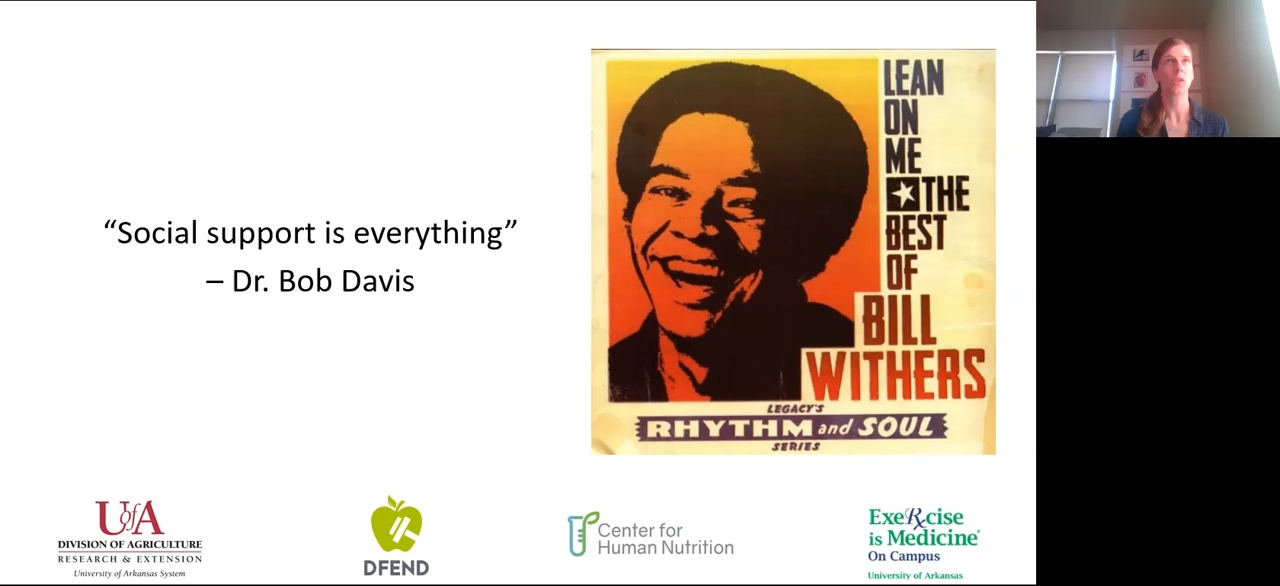 “Social support is everything”
– Dr. Bob Davis
LEAN
ON
ME
THE
BEST
OF
BILL
WITHERS
LEGACY'S
RHYTHM and SOUL
SERIES
UofA
DIVISION OF AGRICULTURE
RESEARCH & EXTENSION
University of Arkansas System
DFEND
Center for
Human Nutrition
ExeRxcise
is Medicine®
On Campus
University of Arkansas